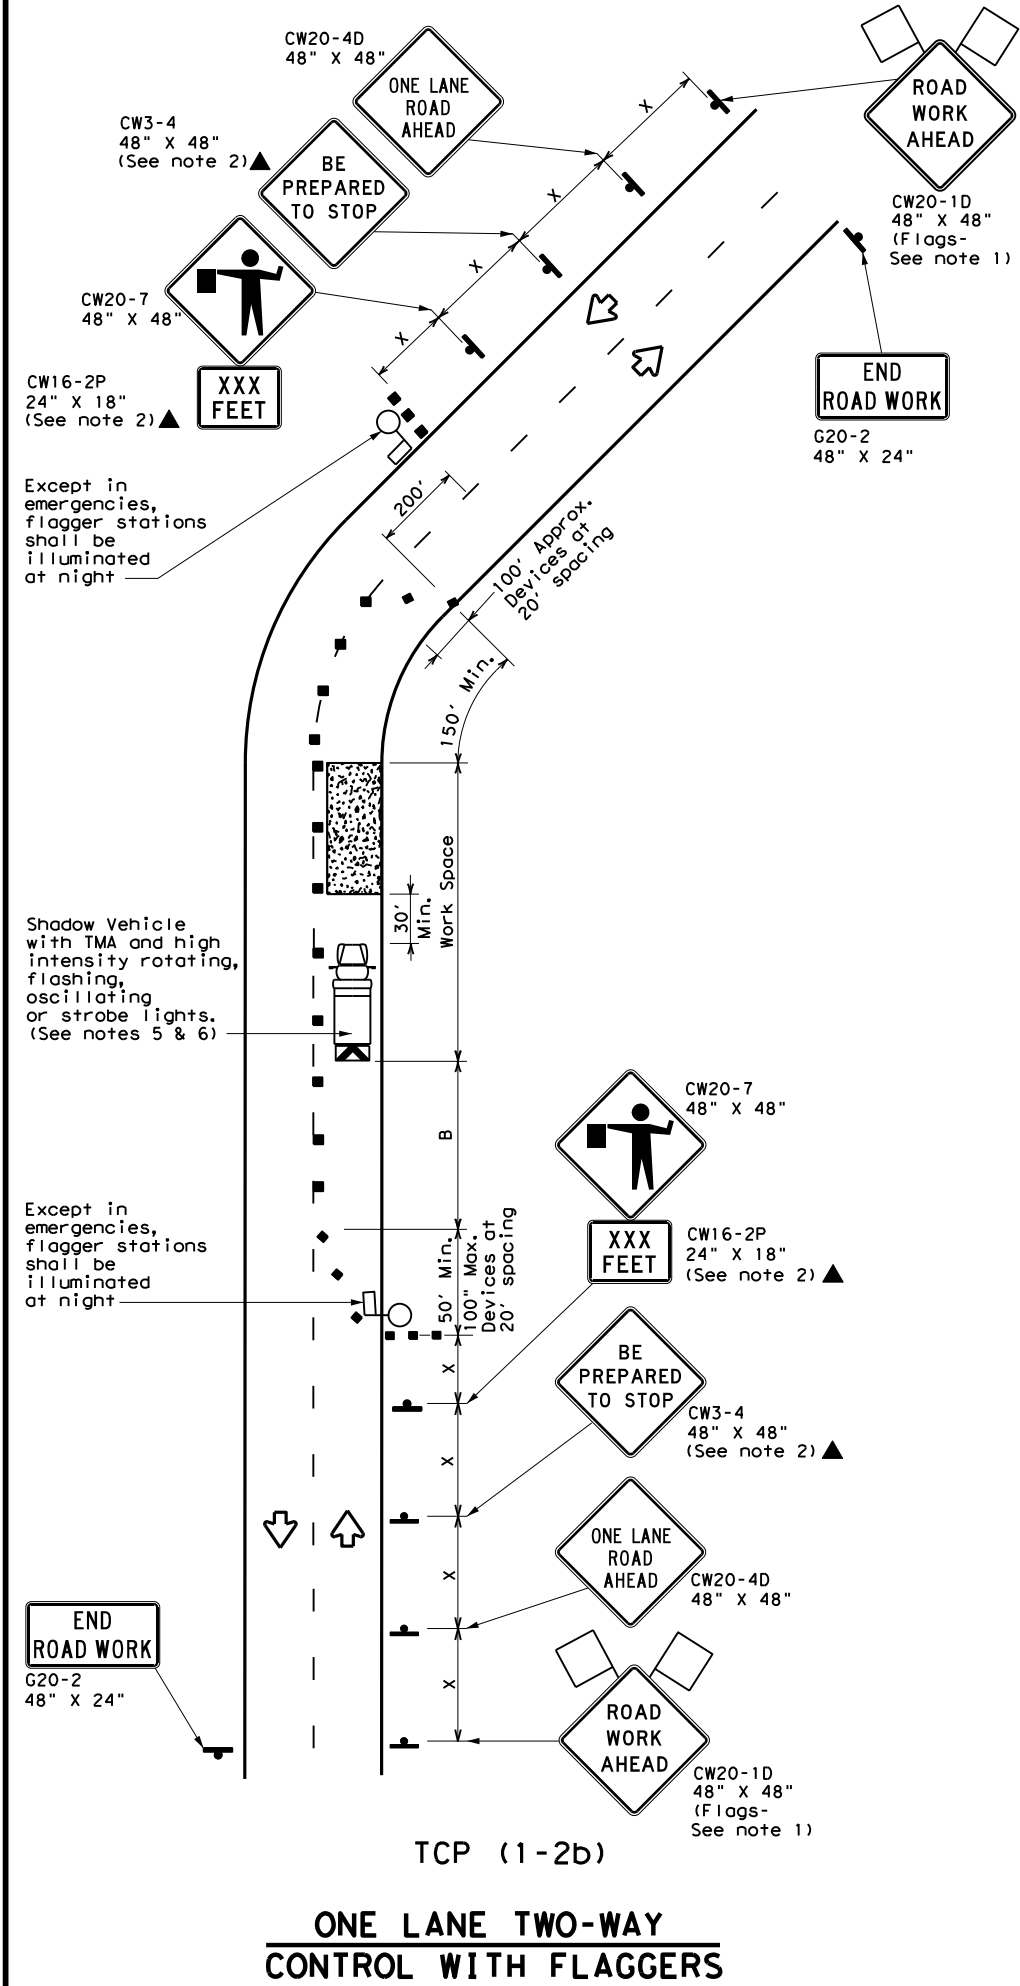 CW20-4D
48" X 48"
ONE LANE
ROAD
AHEAD
ROAD
WORK
AHEAD
CW3-4
48" X 48"
(See note 2)
BE
PREPARED
TO STOP
X
X
X
X
CW20-1D
48" X 48"
(Flags-
See note 1)
CW20-7
48" X 48"
CW16-2P
24" X 18"
(See note 2)
XXX
FEET
END
ROAD WORK
G20-2
48" X 24"
Except in
emergencies,
flagger stations
shall be
illuminated
at night
200'
100' Approx.
Devices at
20' spacing
150' Min.
Work Space
30'
Min.
Shadow Vehicle
with TMA and high
intensity rotating,
flashing,
oscillating
or strobe lights.
(See notes 5 & 6)
B
CW20-7
48" X 48"
Except in
emergencies,
flagger stations
shall be
illuminated
at night
50' Min.
100" Max.
Devices at
20' spacing
XXX
FEET
CW16-2P
24" X 18"
(See note 2)
X
BE
PREPARED
TO STOP
CW3-4
48" X 48"
(See note 2)
X
ONE LANE
ROAD
AHEAD
CW20-4D
48" X 48"
X
END
ROAD WORK
G20-2
48" X 24"
X
ROAD
WORK
AHEAD
CW20-1D
48" X 48"
(Flags-
See note 1)
TCP (1-2b)
ONE LANE TWO-WAY
CONTROL WITH FLAGGERS